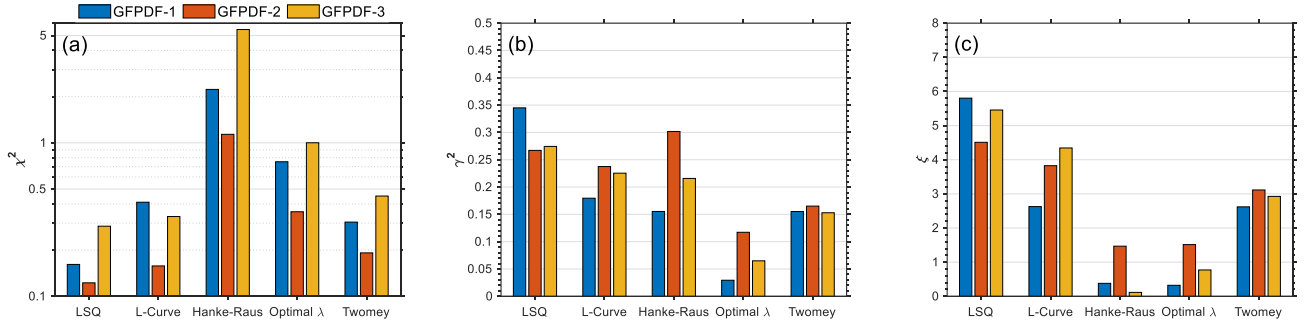 GFPDF-1 GFPDF-2 GFPDF-3
(a)
χ²
5
1
0.5
0.1
LSQ L-Curve Hanke-Raus Optimal λ Twomey
(b)
γ²
0.5
0.45
0.4
0.35
0.3
0.25
0.2
0.15
0.1
0.05
0
LSQ L-Curve Hanke-Raus Optimal λ Twomey
(c)
ξ
8
7
6
5
4
3
2
1
0
LSQ L-Curve Hanke-Raus Optimal λ Twomey